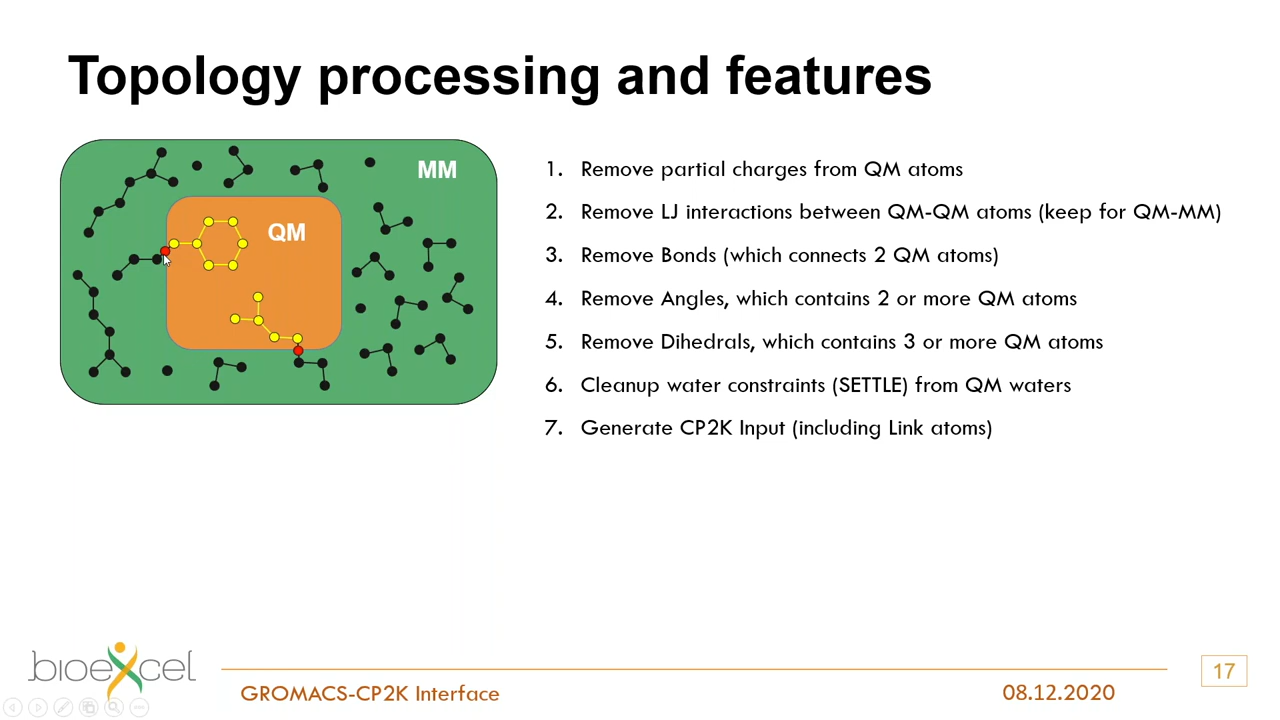 Topology processing and features
MM
QM
1. Remove partial charges from QM atoms
2. Remove LJ interactions between QM-QM atoms (keep for QM-MM)
3. Remove Bonds (which connects 2 QM atoms)
4. Remove Angles, which contains 2 or more QM atoms
5. Remove Dihedrals, which contains 3 or more QM atoms
6. Cleanup water constraints (SETTLE) from QM waters
7. Generate CP2K Input (including Link atoms)
bioexcel
GROMACS-CP2K Interface
08.12.2020
17